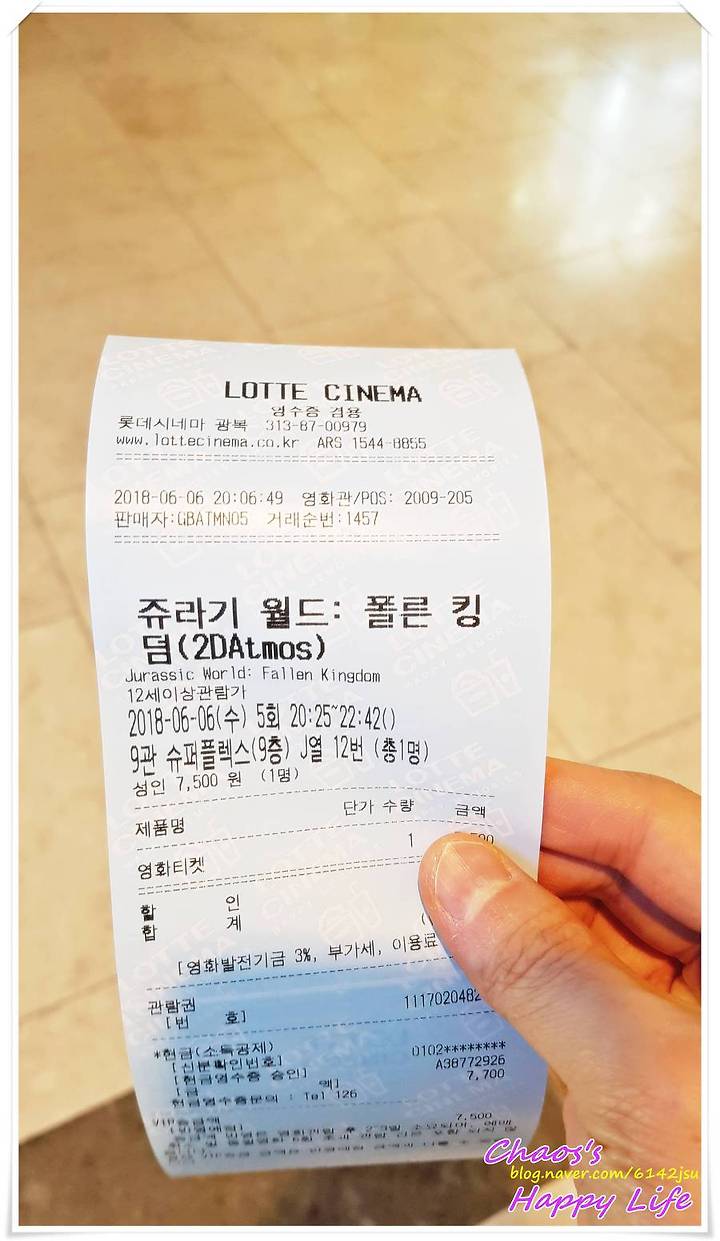 LOTTE CINEMA
영수증 겸용
롯데시네마 광복 313-87-00979
www.lottecinema.co.kr ARS 1544-8855
2018-06-06 20:06:49 영화관/POS: 2009-205
판매자:GBATMN05 거래순번:1457
쥬라기 월드: 폴른 킹
덤(2DAtmos)
Jurassic World: Fallen Kingdom
12세이상관람가
2018-06-06(수) 5회 20:25~22:42()
9관 슈퍼플렉스(9층) J열 12번 (총1명)
성인 7,500 원 (1명)
제품명 단가 수량 금액
영화티켓 1
할 인
합 계
[영화발전기금 3%, 부가세, 이용료
관람권
[번 호]
*현금(소득공제)
[신분확인번호] 0102********
[현금영수증 승인] A38772926
액] 7,700
현금영수증문의 : Tel 126
VIP승급금액 7,500
Chaos's
blog.naver.com/6142jsu
Happy Life